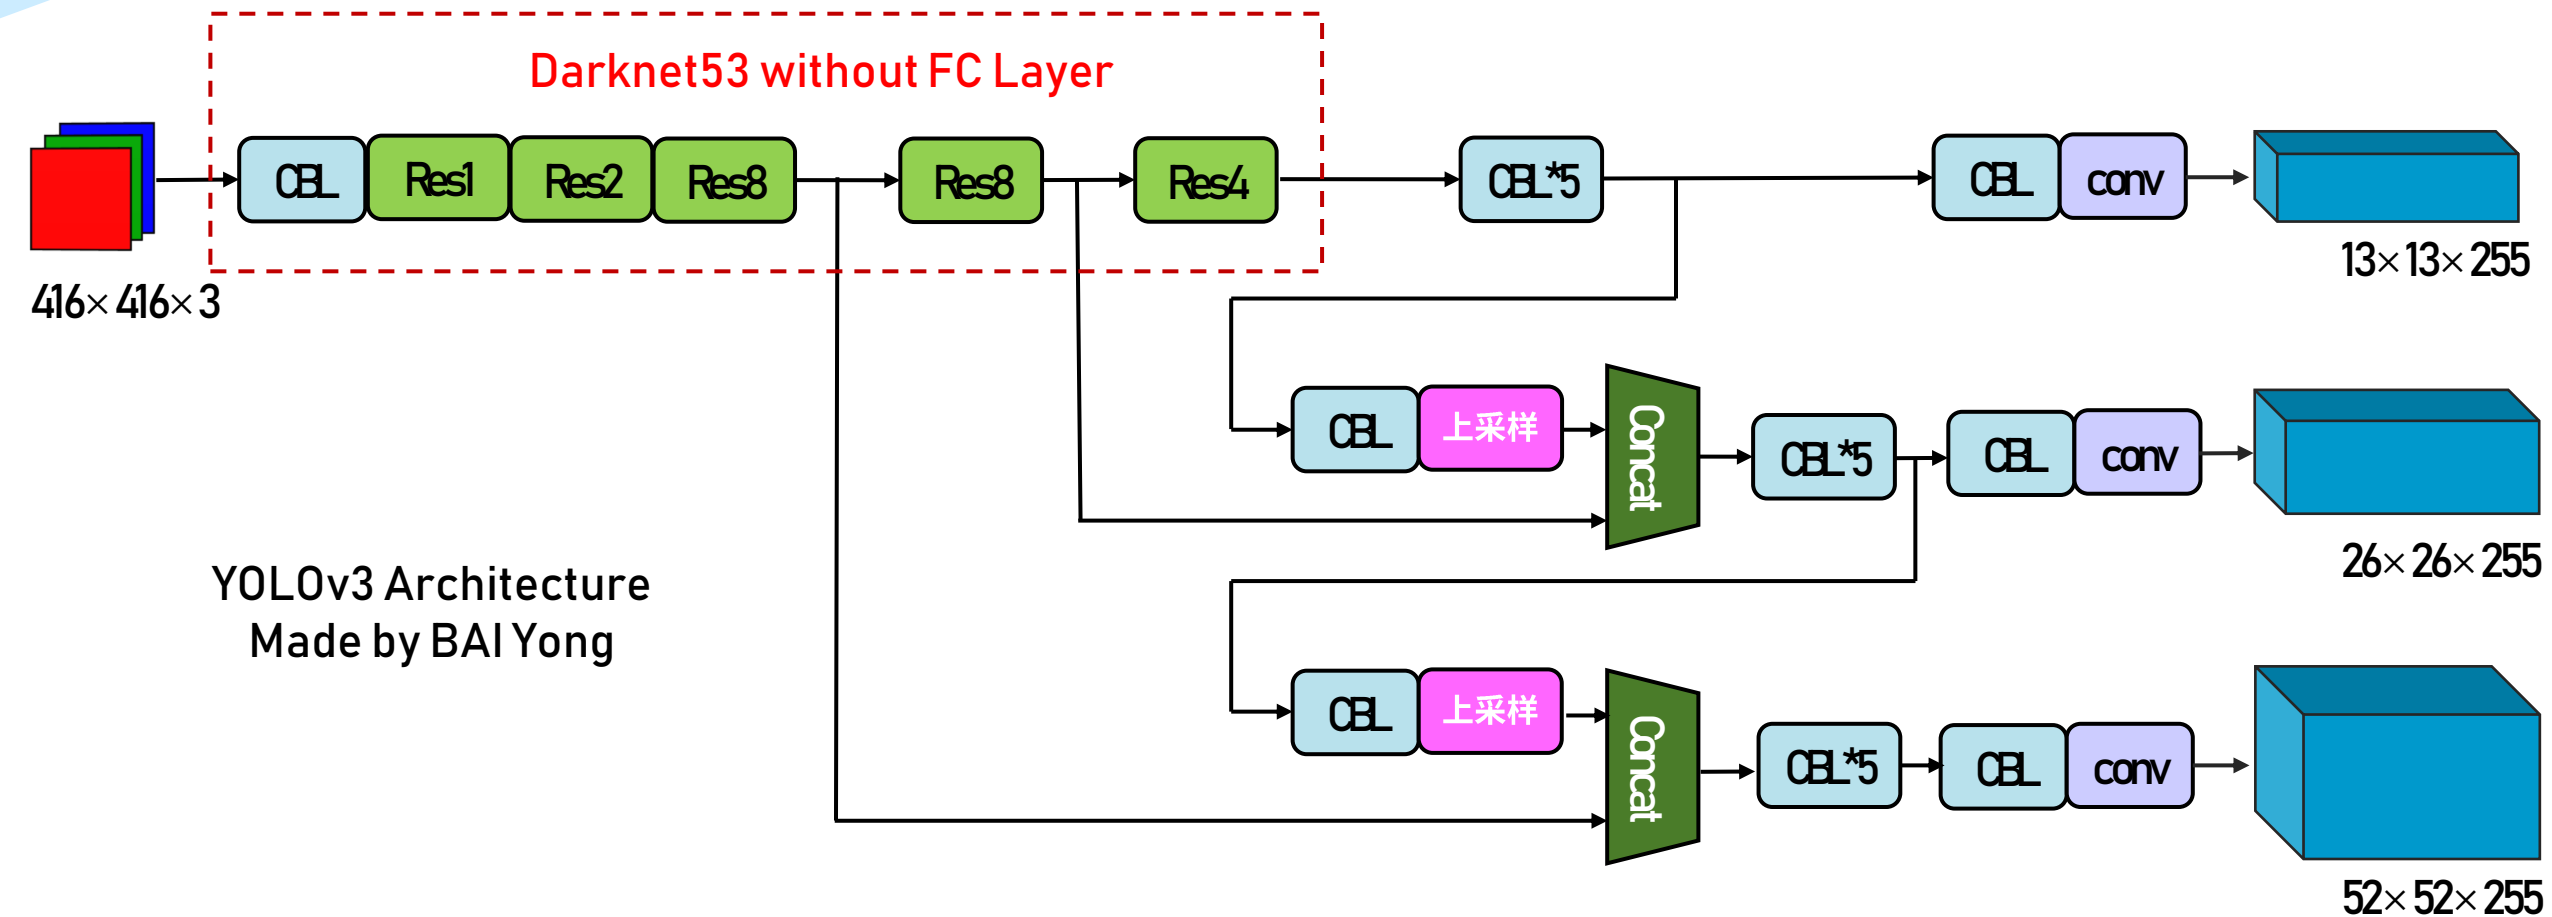 Darknet53 without FC Layer
CBL
Res1
Res2
Res8
Res8
Res4
CBL*5
CBL
conv
416×416×3
13×13×255
CBL
上采样
Concat
CBL*5
CBL
conv
26×26×255
YOLOv3 Architecture
Made by BAI Yong
CBL
上采样
Concat
CBL*5
CBL
conv
52×52×255